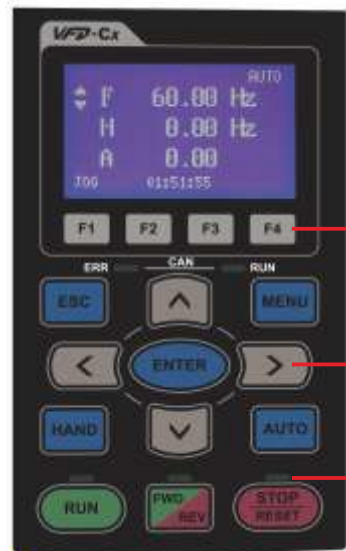 VFD-Cx
AUTO
F 60.00 Hz
H 0.00 Hz
A 0.00
JOG 01:51:55
F1 F2 F3 F4
ERR CAN RUN
ESC MENU
ENTER
HAND AUTO
RUN FWD REV STOP RESET